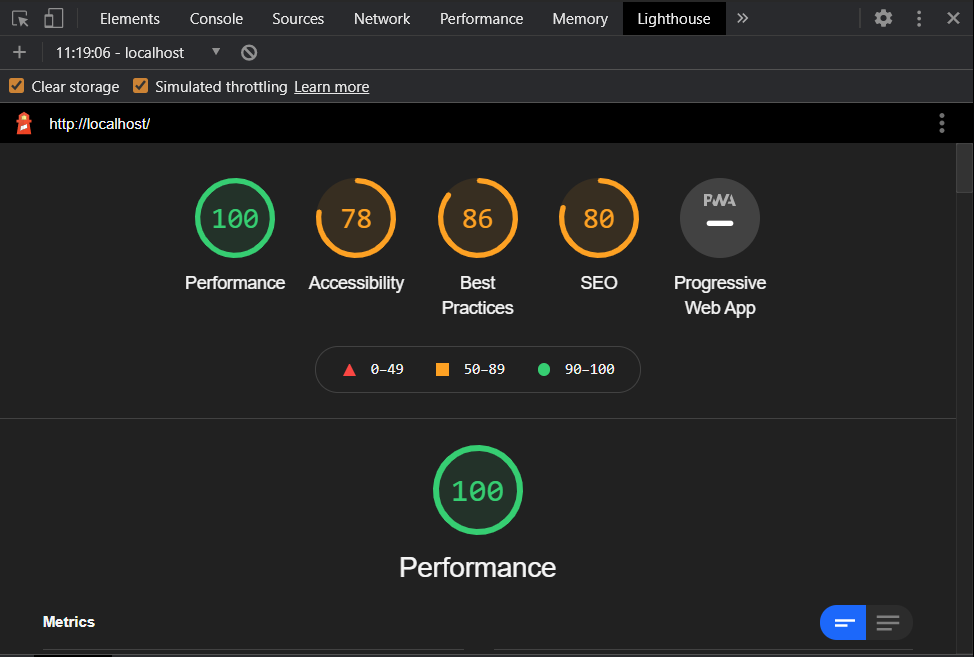 Elements Console Sources Network Performance Memory Lighthouse »
11:19:06 - localhost
Clear storage Simulated throttling Learn more
http://localhost/
100 78 86 80 PWA
Performance Accessibility Best Practices SEO Progressive Web App
0–49 50–89 90–100
100
Performance
Metrics